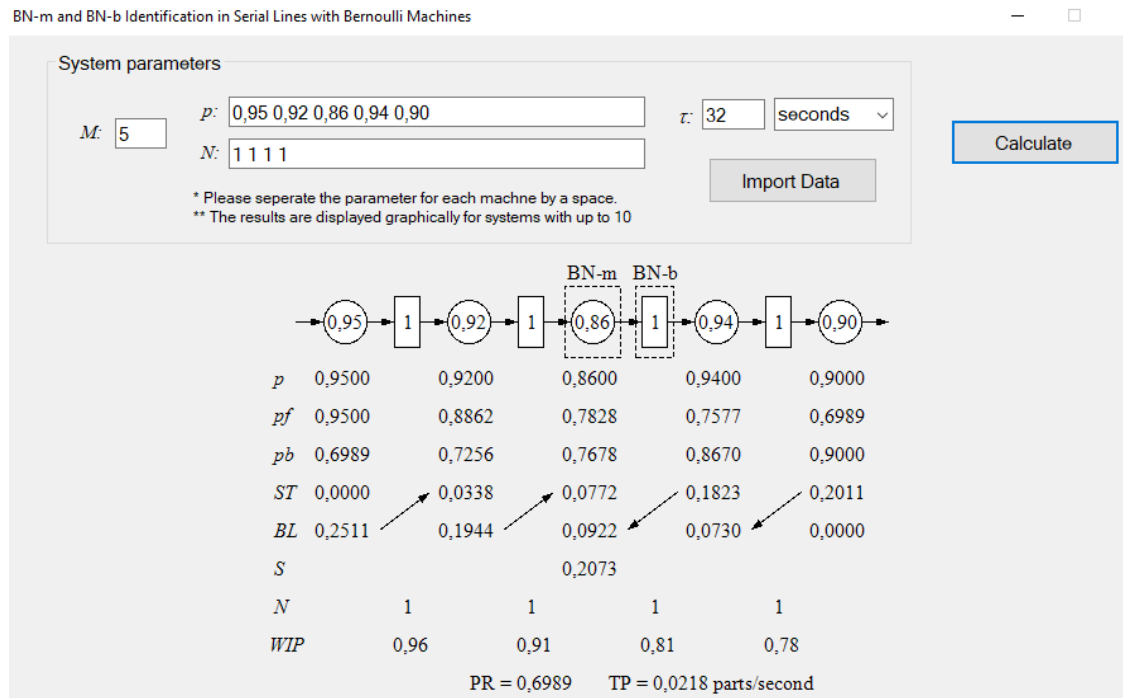 BN-m and BN-b Identification in Serial Lines with Bernoulli Machines
System parameters
M: 5
p: 0,95 0,92 0,86 0,94 0,90
τ: 32 seconds
N: 1 1 1 1
Calculate
Import Data
* Please seperate the parameter for each machne by a space.
** The results are displayed graphically for systems with up to 10
BN-m BN-b
0,95 1 0,92 1 0,86 1 0,94 1 0,90
p 0,9500 0,9200 0,8600 0,9400 0,9000
pf 0,9500 0,8862 0,7828 0,7577 0,6989
pb 0,6989 0,7256 0,7678 0,8670 0,9000
ST 0,0000 0,0338 0,0772 0,1823 0,2011
BL 0,2511 0,1944 0,0922 0,0730 0,0000
S 0,2073
N 1 1 1 1
WIP 0,96 0,91 0,81 0,78
PR = 0,6989 TP = 0,0218 parts/second